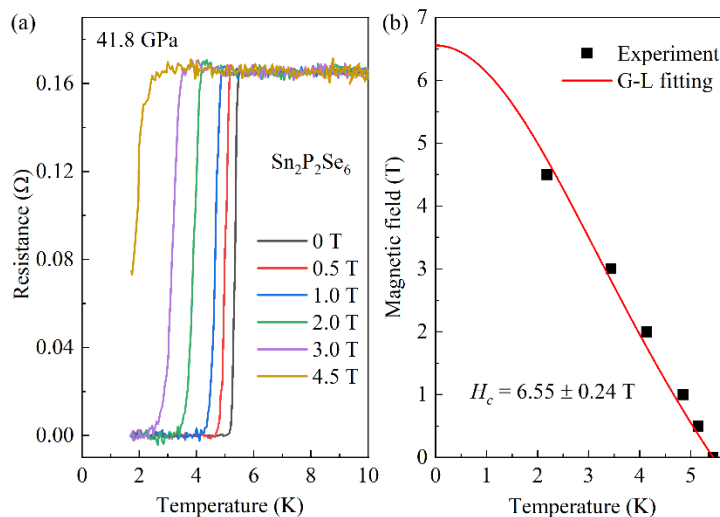 (a)
41.8 GPa
Sn₂P₂Se₆
0 T
0.5 T
1.0 T
2.0 T
3.0 T
4.5 T
0.16
0.12
0.08
0.04
0.00
Resistance (Ω)
0 2 4 6 8 10
Temperature (K)
(b)
Experiment
G-L fitting
H_c = 6.55 ± 0.24 T
7
6
5
4
3
2
1
0
Magnetic field (T)
0 1 2 3 4 5
Temperature (K)